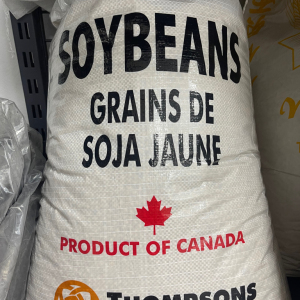 SOYBEANS
GRAINS DE
SOJA JAUNE
PRODUCT OF CANADA
THOMPSONS